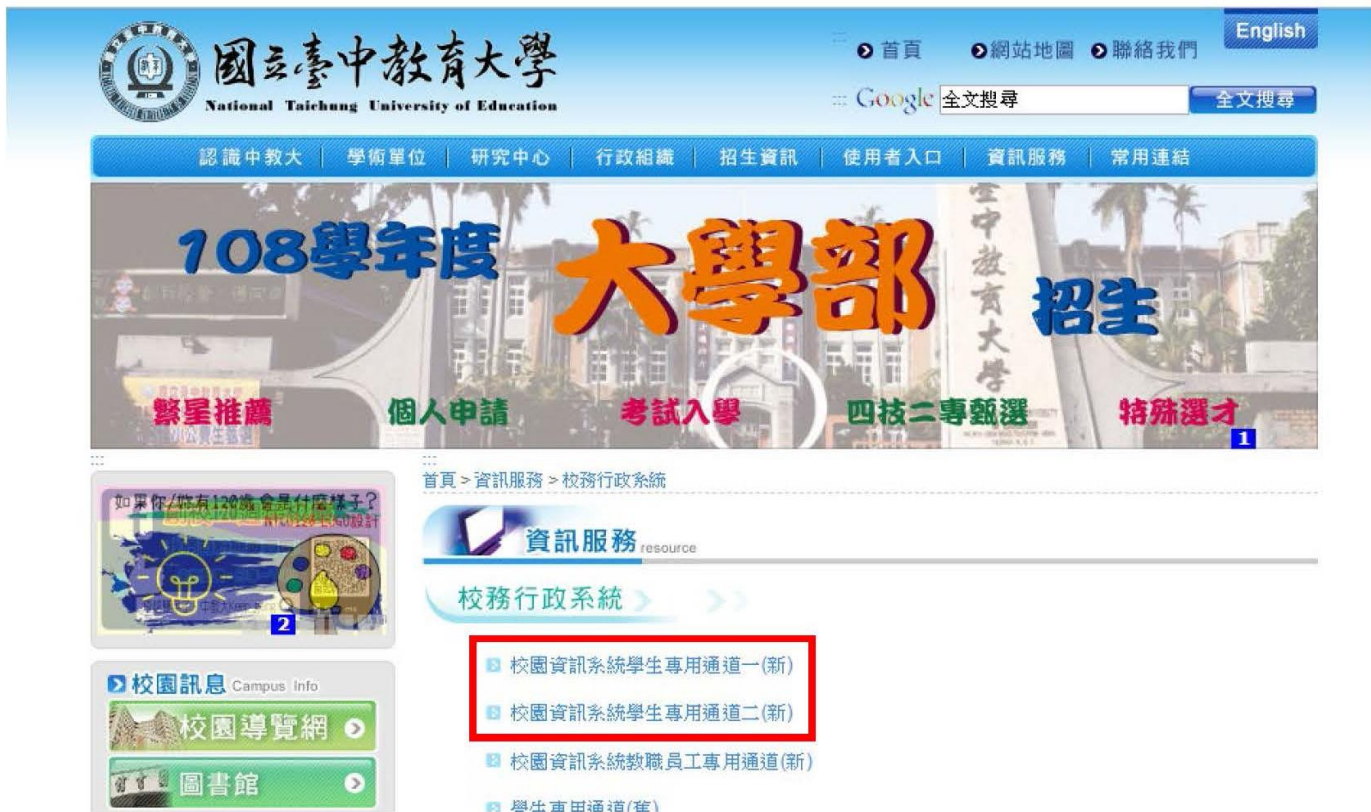 國立臺中教育大學
National Taichung University of Education
首頁 網站地圖 聯絡我們 English
Google 全文搜尋 全文搜尋
認識中教大 | 學術單位 | 研究中心 | 行政組織 | 招生資訊 | 使用者入口 | 資訊服務 | 常用連結
108學年度 大學部 招生
臺中教育大學
繁星推薦 個人申請 考試入學 四技二專甄選 特殊選才
1
首頁 > 資訊服務 > 校務行政系統
如果你/妳有120歲會是什麼樣子?
2
資訊服務 resource
校務行政系統
校園資訊系統學生專用通道一(新)
校園資訊系統學生專用通道二(新)
校園資訊系統教職員工專用通道(新)
學生專用通道(舊)
校園訊息 Campus Info
校園導覽網
圖書館